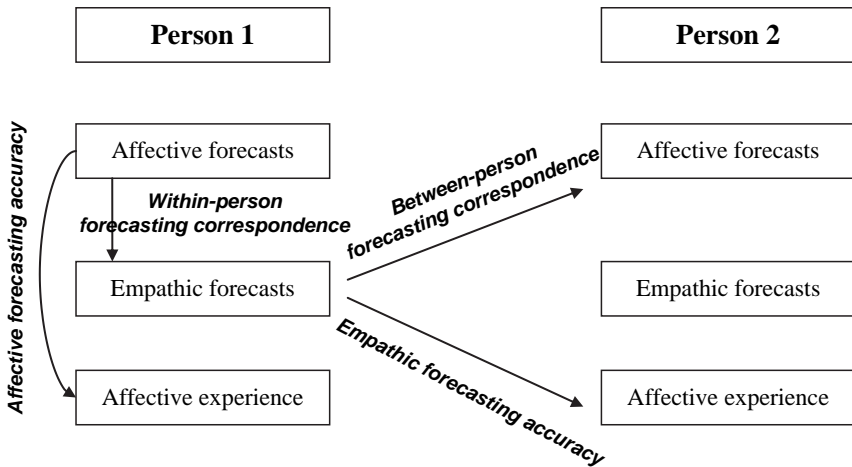 Person 1
Person 2
Affective forecasting accuracy
Affective forecasts
Within-person
forecasting correspondence
Between-person
forecasting correspondence
Affective forecasts
Empathic forecasts
Empathic forecasts
Empathic forecasting accuracy
Affective experience
Affective experience